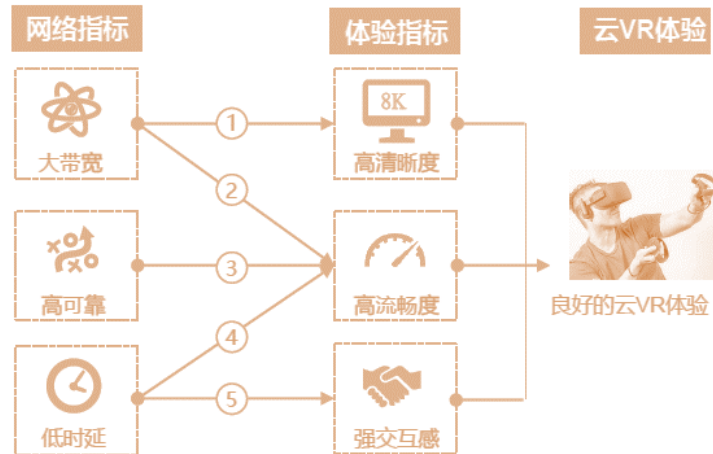 网络指标
体验指标
云VR体验
大带宽
①
8K
高清晰度
②
高可靠
③
高流畅度
良好的云VR体验
④
低时延
⑤
强交互感